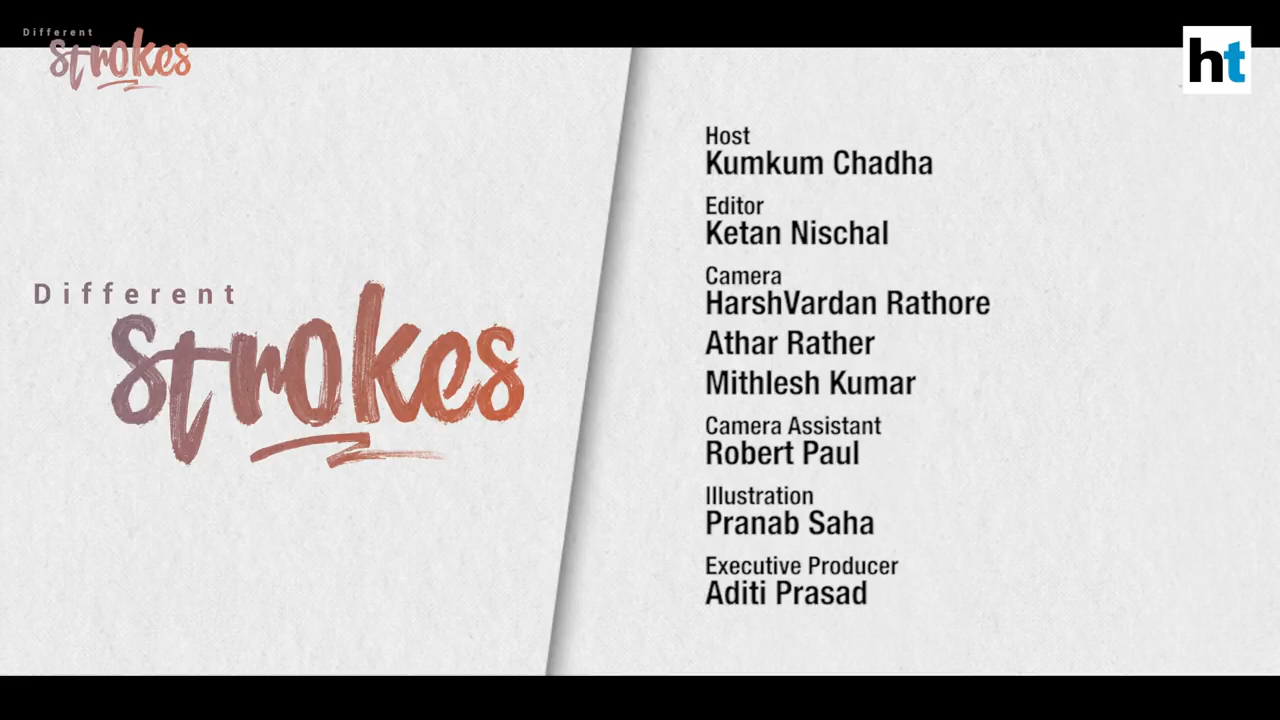 Different
strokes
ht
Different
strokes
Host
Kumkum Chadha
Editor
Ketan Nischal
Camera
HarshVardan Rathore
Athar Rather
Mithlesh Kumar
Camera Assistant
Robert Paul
Illustration
Pranab Saha
Executive Producer
Aditi Prasad